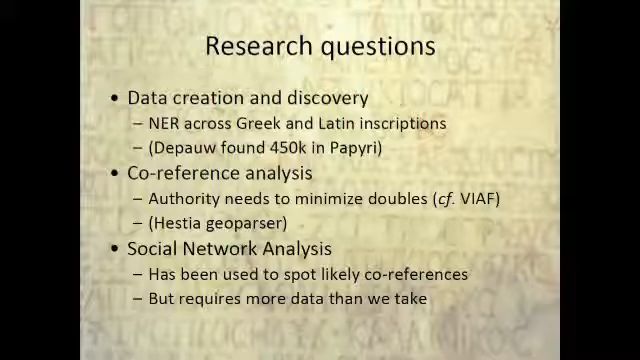 Research questions
• Data creation and discovery
– NER across Greek and Latin inscriptions
– (Depauw found 450k in Papyri)
• Co-reference analysis
– Authority needs to minimize doubles (cf. VIAF)
– (Hestia geoparser)
• Social Network Analysis
– Has been used to spot likely co-references
– But requires more data than we take